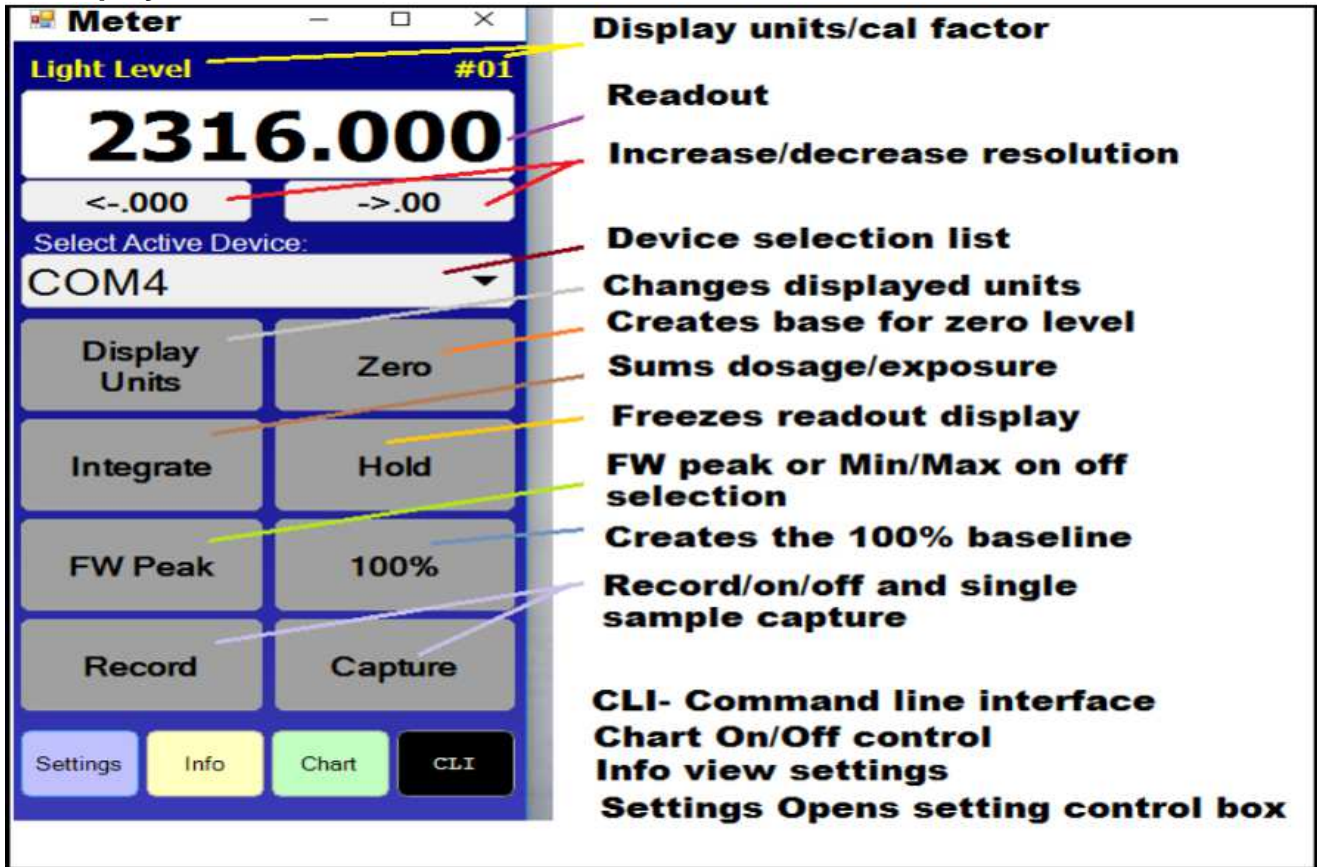 Meter
Display units/cal factor
Light Level #01
Readout
2316.000
Increase/decrease resolution
<-.000 ->.00
Select Active Device:
Device selection list
COM4
Changes displayed units
Creates base for zero level
Display
Units
Zero
Sums dosage/exposure
Freezes readout display
Integrate Hold
FW peak or Min/Max on off
selection
Creates the 100% baseline
FW Peak 100%
Record/on/off and single
sample capture
Record Capture
CLI- Command line interface
Chart On/Off control
Settings Info Chart CLI
Info view settings
Settings Opens setting control box